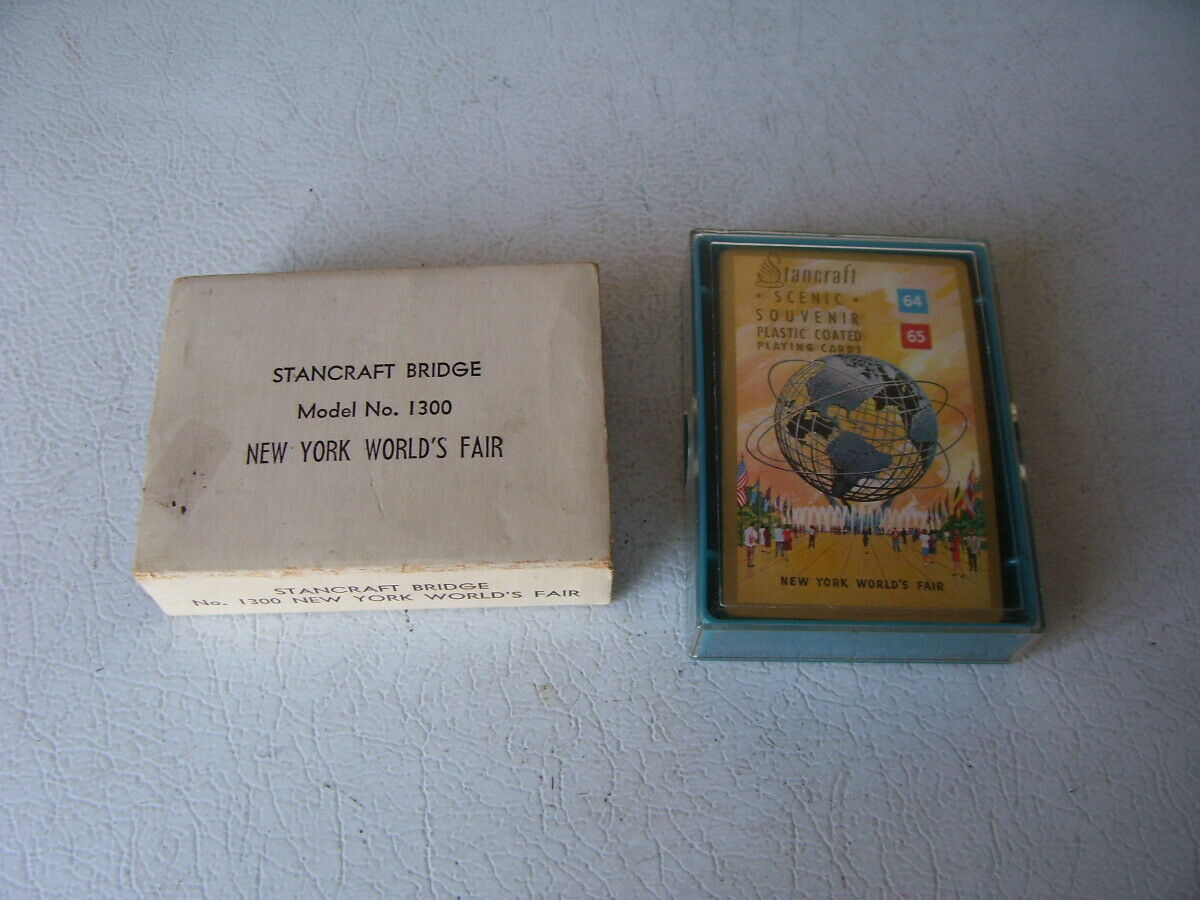 STANCRAFT BRIDGE
Model No. 1300
NEW YORK WORLD'S FAIR
STANCRAFT BRIDGE
No. 1300 NEW YORK WORLD'S FAIR
Stancraft
• SCENIC •
SOUVENIR
PLASTIC COATED
PLAYING CARDS
64
65
NEW YORK WORLD'S FAIR